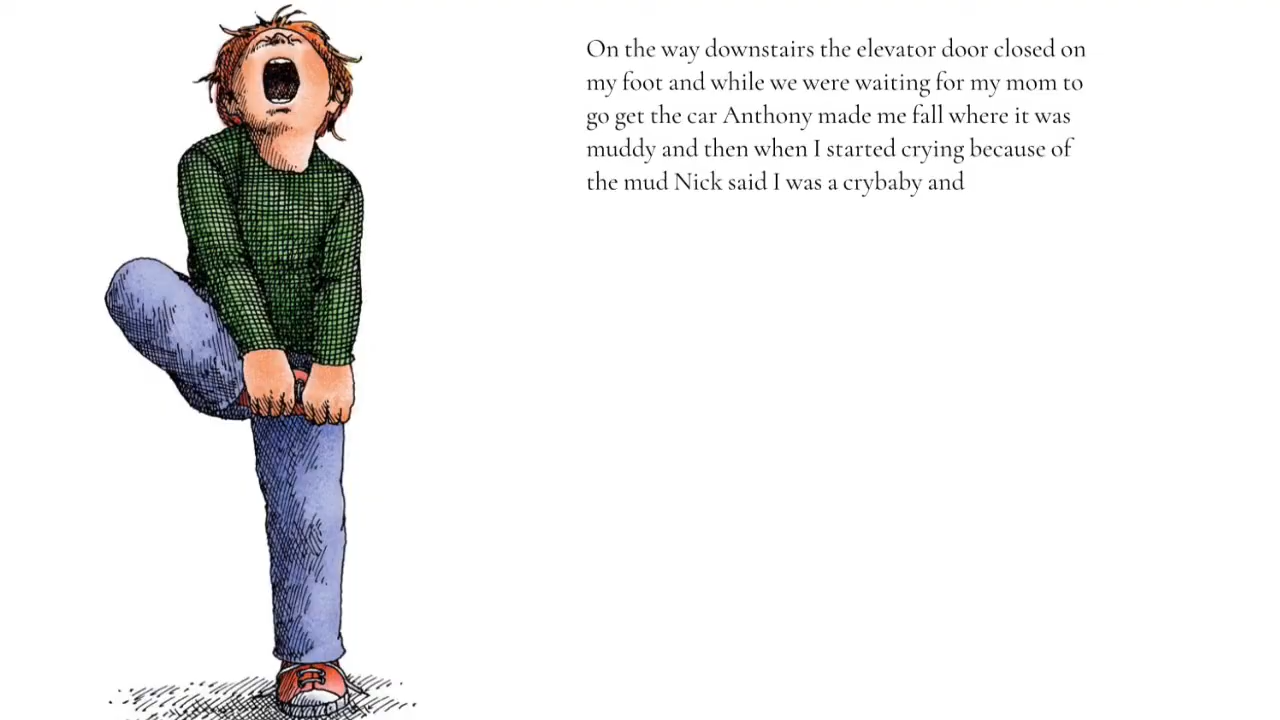 On the way downstairs the elevator door closed on
my foot and while we were waiting for my mom to
go get the car Anthony made me fall where it was
muddy and then when I started crying because of
the mud Nick said I was a crybaby and